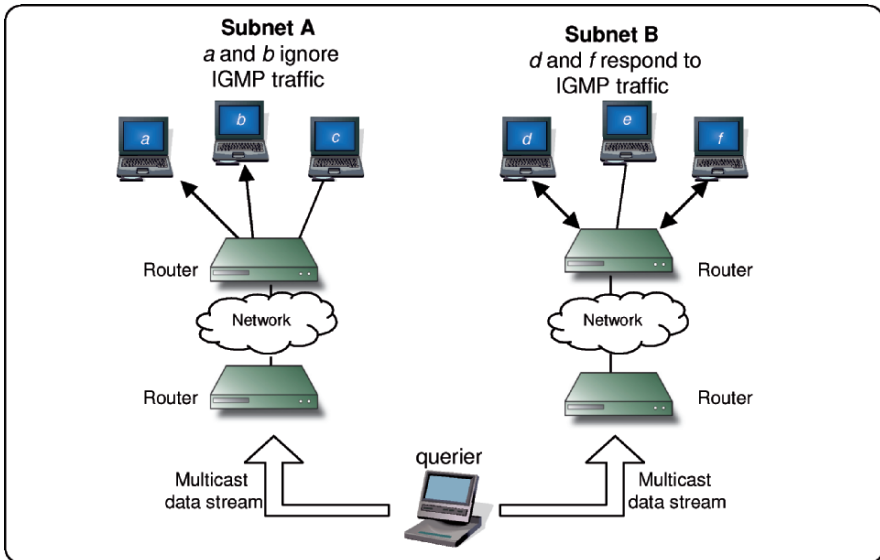 Subnet A
a and b ignore
IGMP traffic
Subnet B
d and f respond to
IGMP traffic
a
b
c
d
e
f
Router
Router
Network
Network
Router
Router
querier
Multicast
data stream
Multicast
data stream